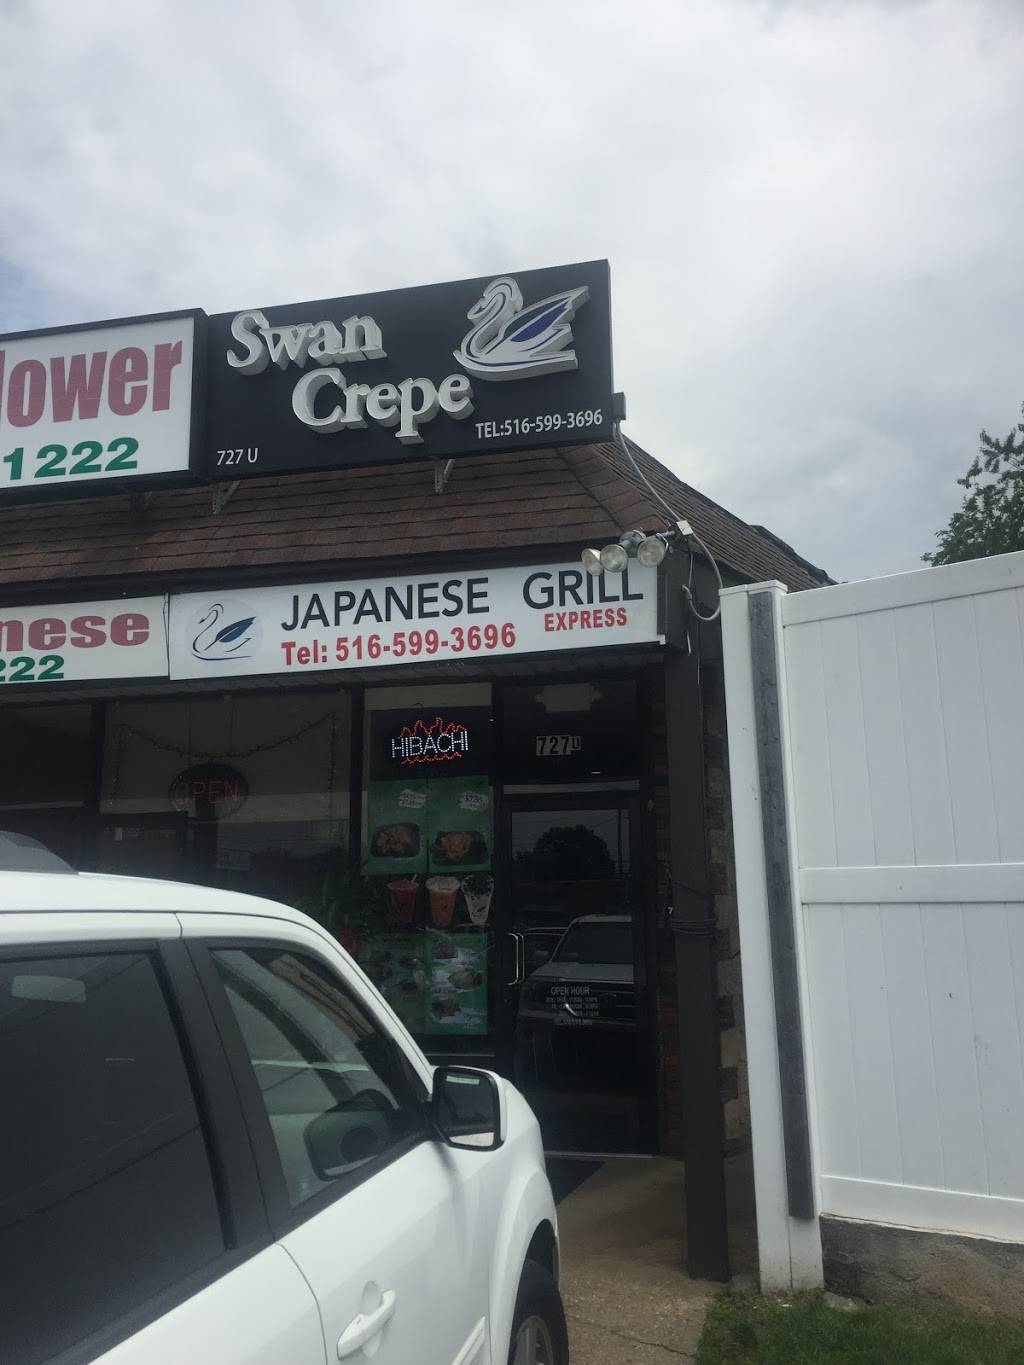 Swan
Crepe
TEL:516-599-3696
727 U
lower
1222
JAPANESE GRILL
EXPRESS
Tel: 516-599-3696
nese
222
HIBACHI
727U
OPEN
OPEN HOUR